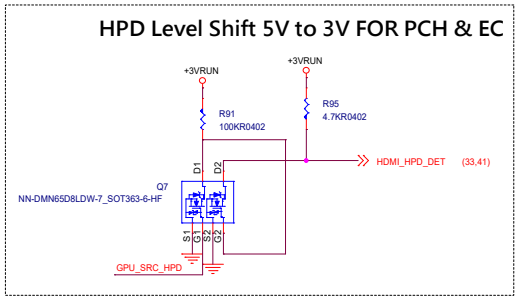 HPD Level Shift 5V to 3V FOR PCH & EC
+3VRUN
+3VRUN
R91
100KR0402
R95
4.7KR0402
D1
D2
HDMI_HPD_DET (33,41)
Q7
NN-DMN65D8LDW-7_SOT363-6-HF
S1
G1
S2
G2
GPU_SRC_HPD